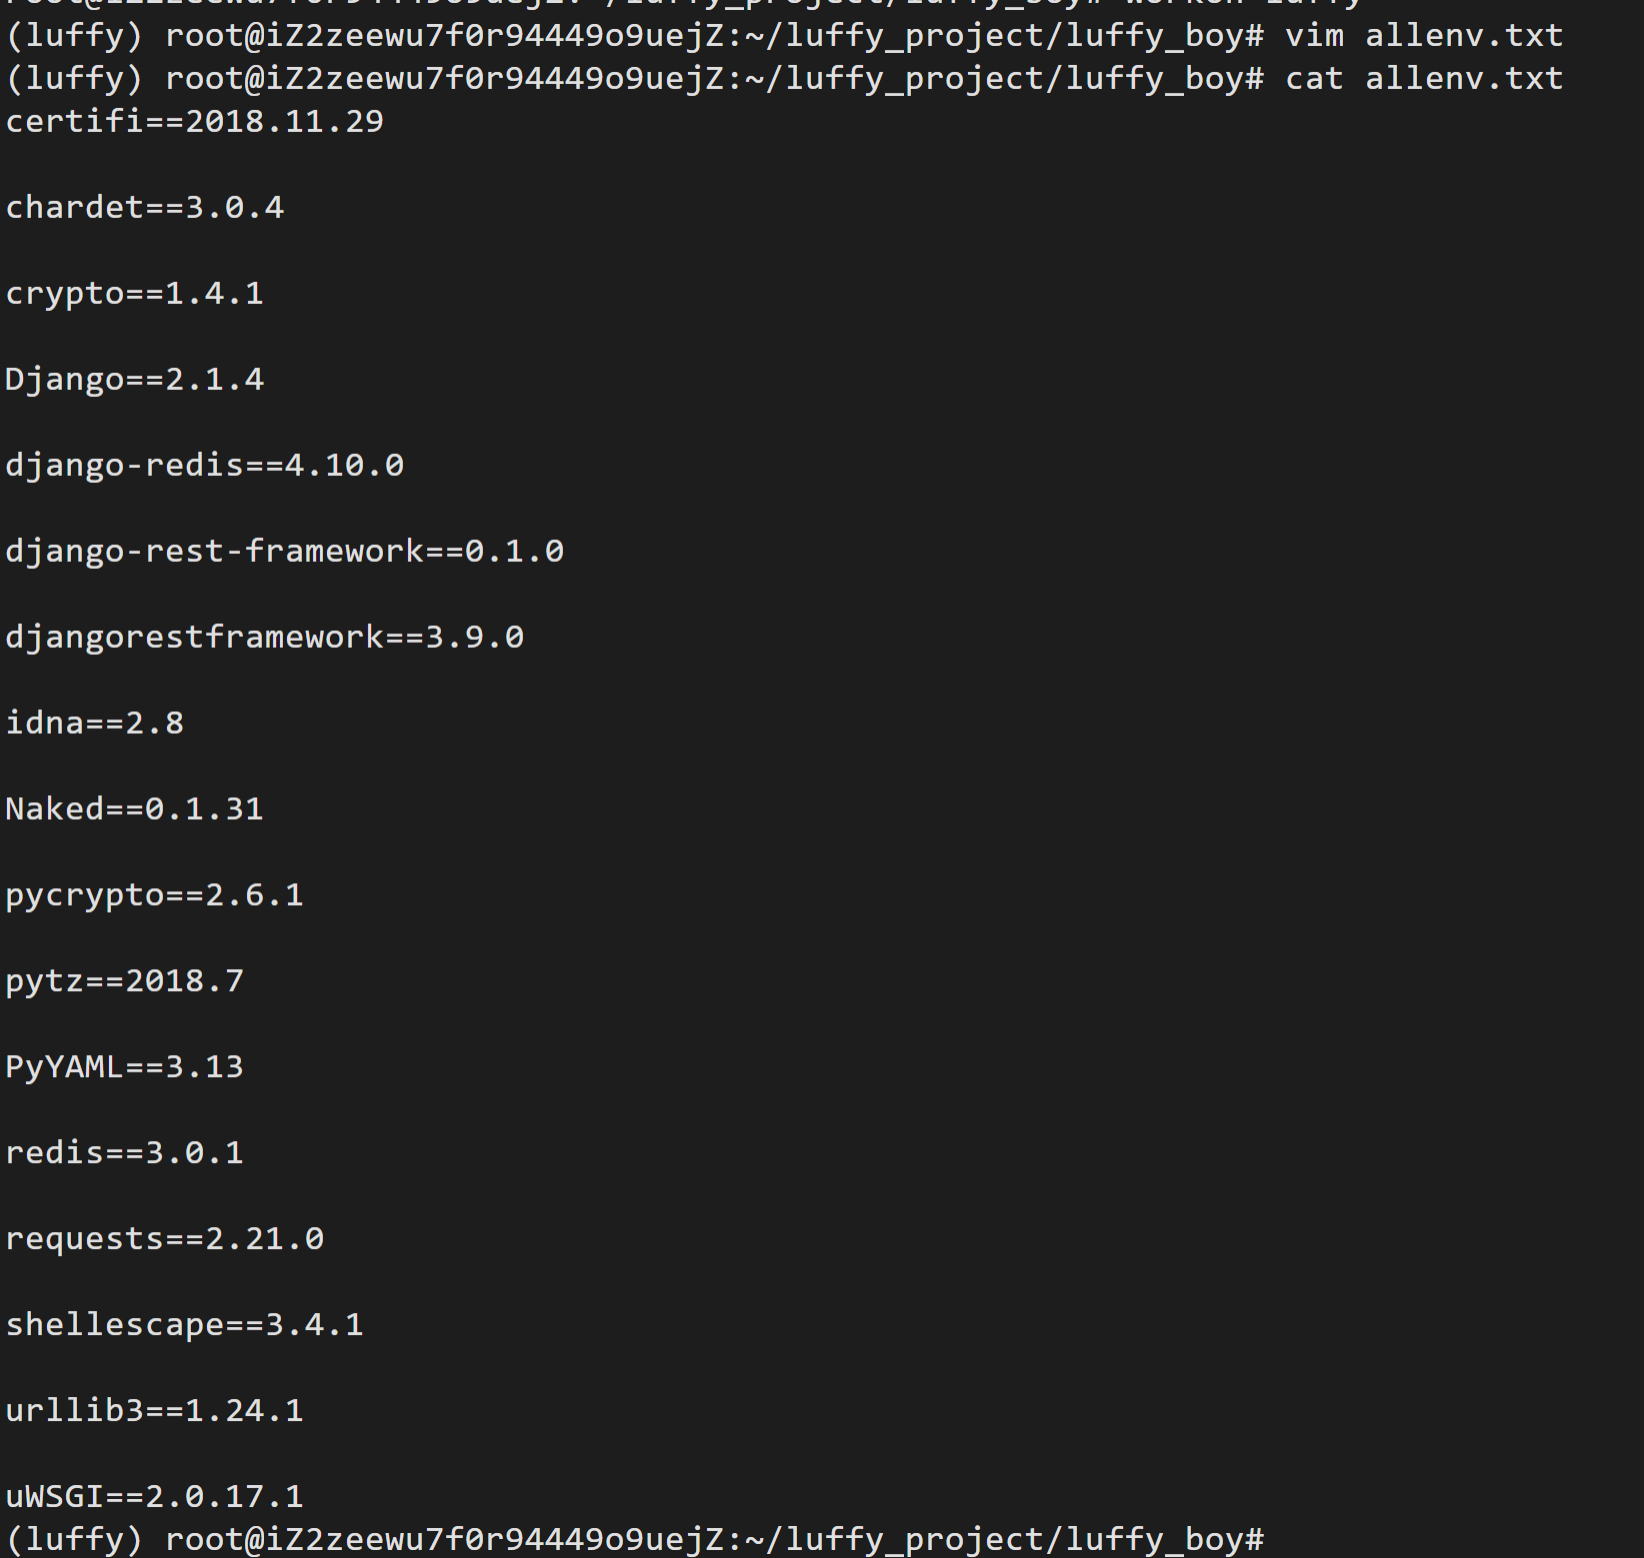 (luffy) root@iZ2zeewu7f0r94449o9uejZ:~/luffy_project/luffy_boy# vim allenv.txt
(luffy) root@iZ2zeewu7f0r94449o9uejZ:~/luffy_project/luffy_boy# cat allenv.txt
certifi==2018.11.29
chardet==3.0.4
crypto==1.4.1
Django==2.1.4
django-redis==4.10.0
django-rest-framework==0.1.0
djangorestframework==3.9.0
idna==2.8
Naked==0.1.31
pycrypto==2.6.1
pytz==2018.7
PyYAML==3.13
redis==3.0.1
requests==2.21.0
shellescape==3.4.1
urllib3==1.24.1
uWSGI==2.0.17.1
(luffy) root@iZ2zeewu7f0r94449o9uejZ:~/luffy_project/luffy_boy#